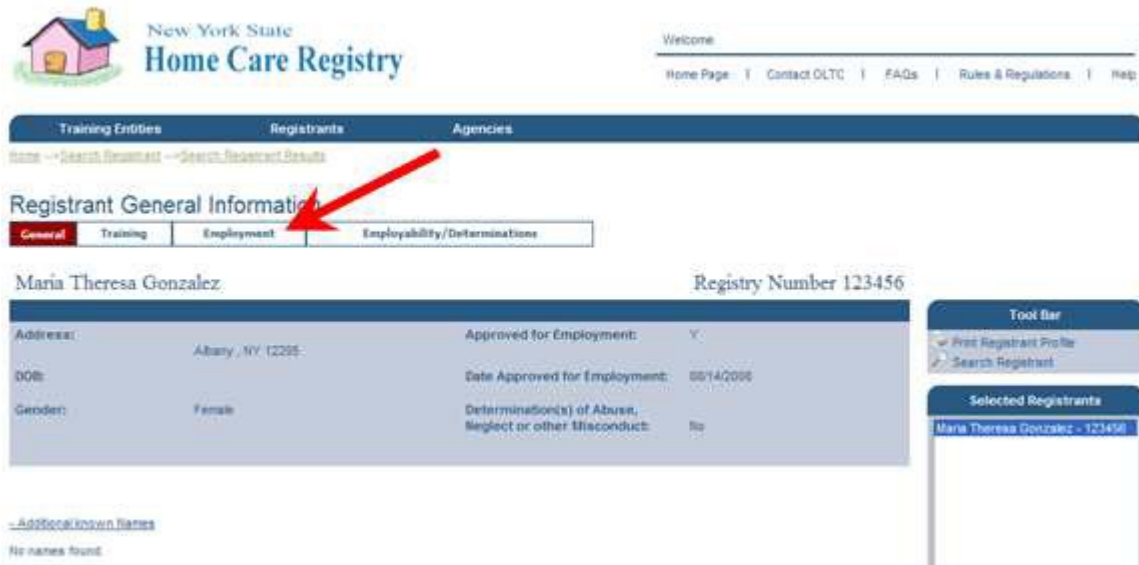 New York State
Home Care Registry
Welcome
Home Page | Contact OLTC | FAQs | Rules & Regulations | Help
Training Entities Registrants Agencies
Home --> Search Registrant --> Search Registrant Results
Registrant General Information
General Training Employment Employability/Determinations
Maria Theresa Gonzalez Registry Number 123456
Address: Albany , NY 12205 Approved for Employment: Y
DOB: Date Approved for Employment:
Gender: Female Determination(s) of Abuse,
Neglect or other Misconduct: No
Tool Bar
Print Registrant Profile
Search Registrant
Selected Registrants
Maria Theresa Gonzalez - 123456
- Additional known Names
No names found.